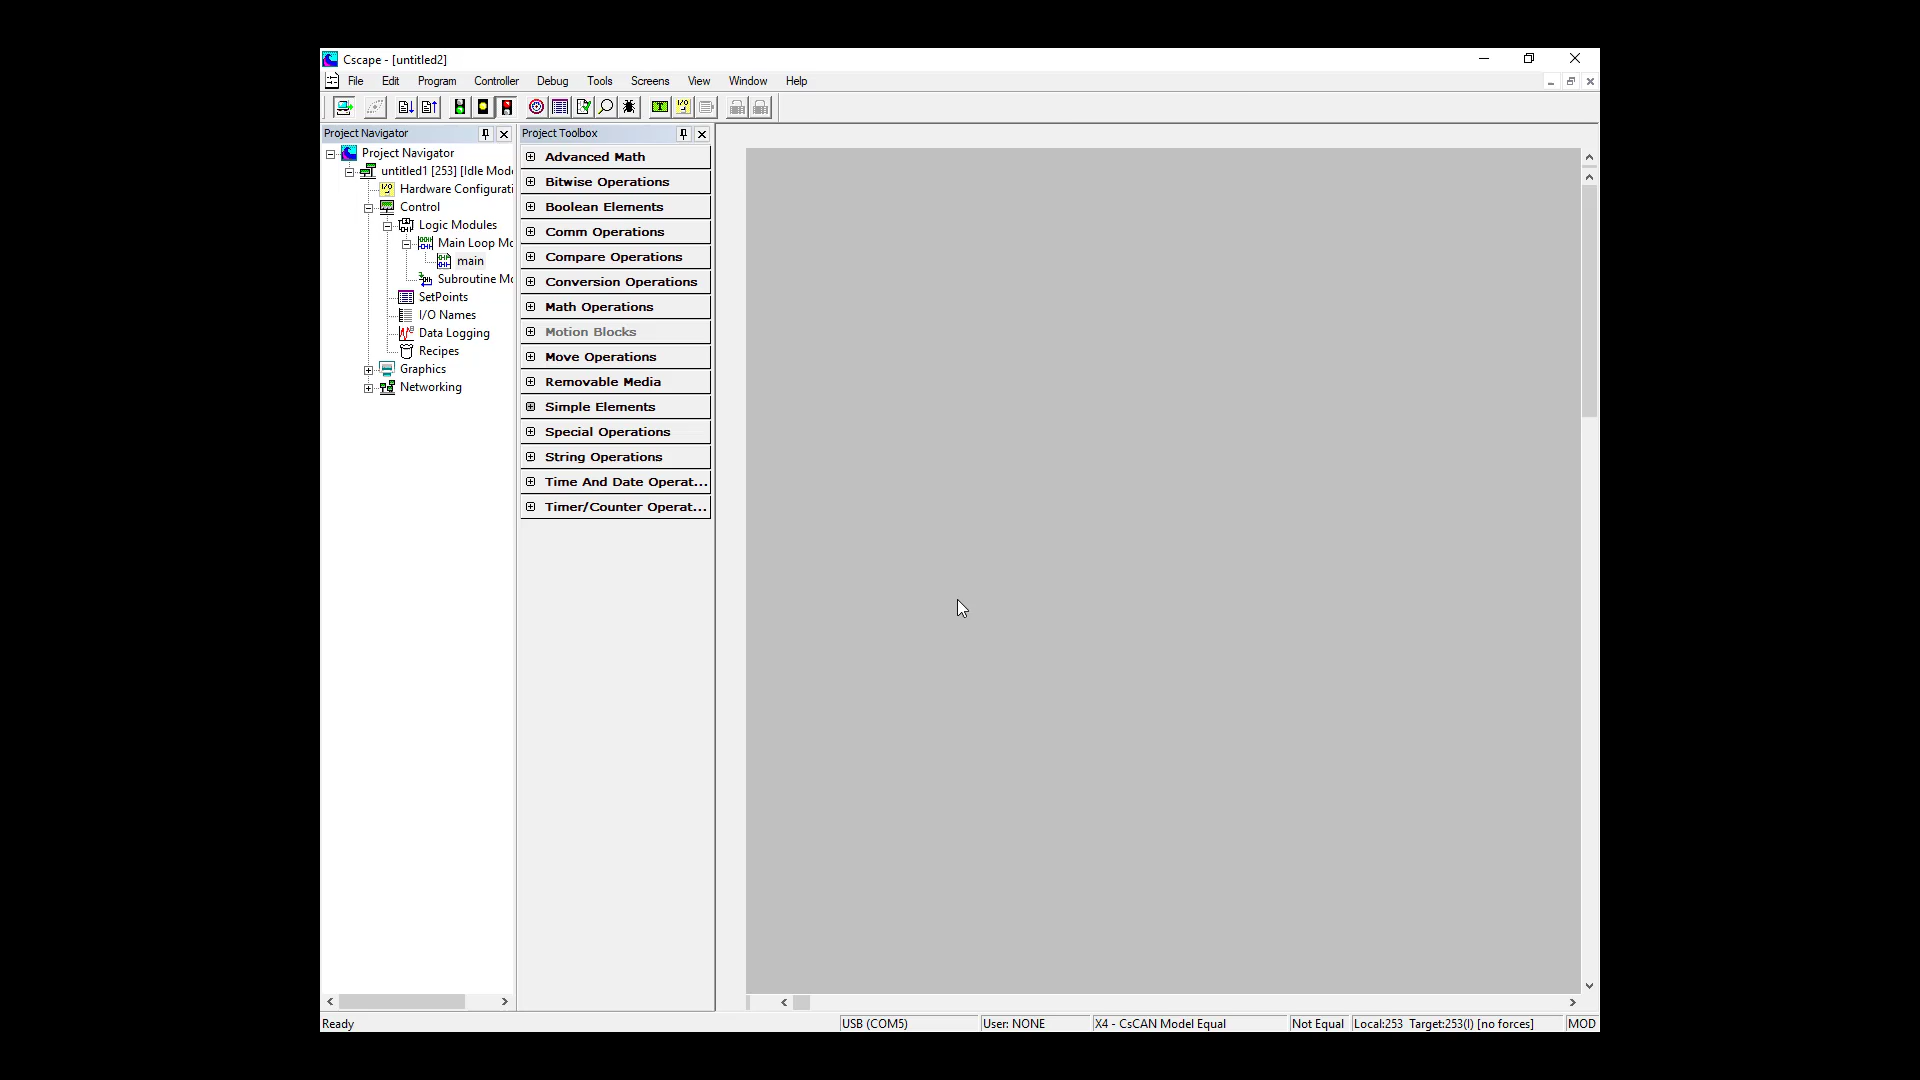 Cscape - [untitled2]
File Edit Program Controller Debug Tools Screens View Window Help
Project Navigator
Project Navigator
untitled1 [253] [Idle Mod
Hardware Configurati
Control
Logic Modules
Main Loop Mo
main
Subroutine Mo
SetPoints
I/O Names
Data Logging
Recipes
Graphics
Networking
Project Toolbox
Advanced Math
Bitwise Operations
Boolean Elements
Comm Operations
Compare Operations
Conversion Operations
Math Operations
Motion Blocks
Move Operations
Removable Media
Simple Elements
Special Operations
String Operations
Time And Date Operat...
Timer/Counter Operat...
Ready USB (COM5) User: NONE X4 - CsCAN Model Equal Not Equal Local:253 Target:253(I) [no forces] MOD